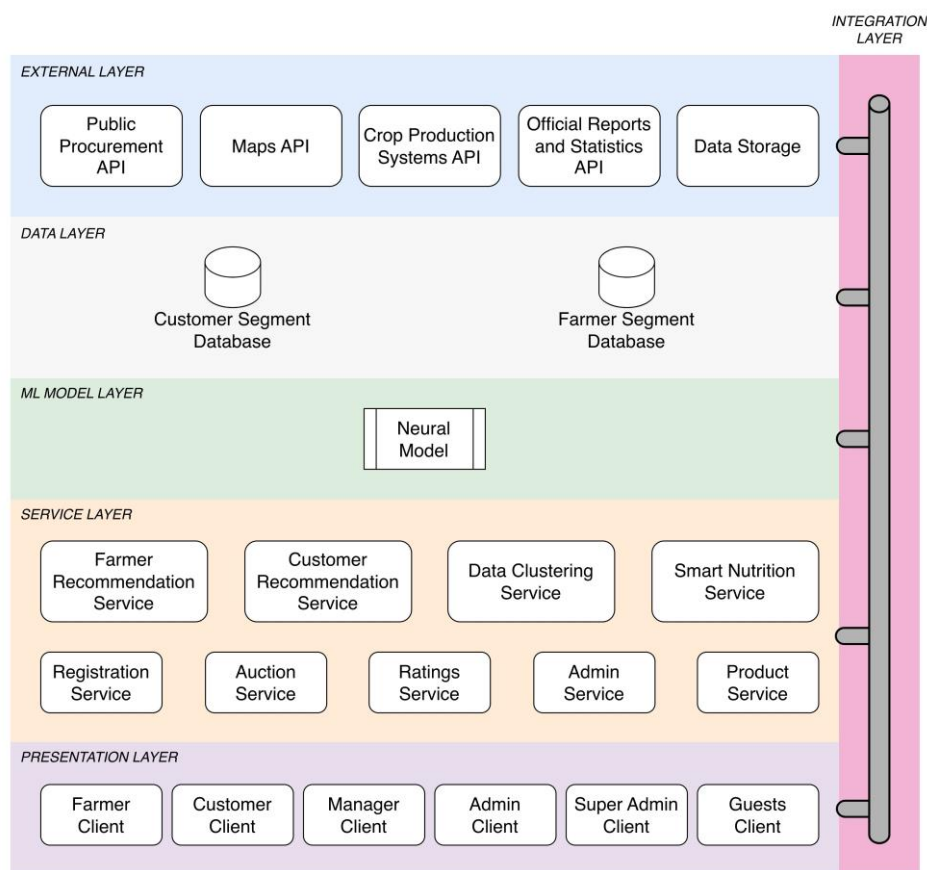 INTEGRATION
LAYER
EXTERNAL LAYER
Public
Procurement
API
Maps API
Crop Production
Systems API
Official Reports
and Statistics
API
Data Storage
DATA LAYER
Customer Segment
Database
Farmer Segment
Database
ML MODEL LAYER
Neural
Model
SERVICE LAYER
Farmer
Recommendation
Service
Customer
Recommendation
Service
Data Clustering
Service
Smart Nutrition
Service
Registration
Service
Auction
Service
Ratings
Service
Admin
Service
Product
Service
PRESENTATION LAYER
Farmer
Client
Customer
Client
Manager
Client
Admin
Client
Super Admin
Client
Guests
Client